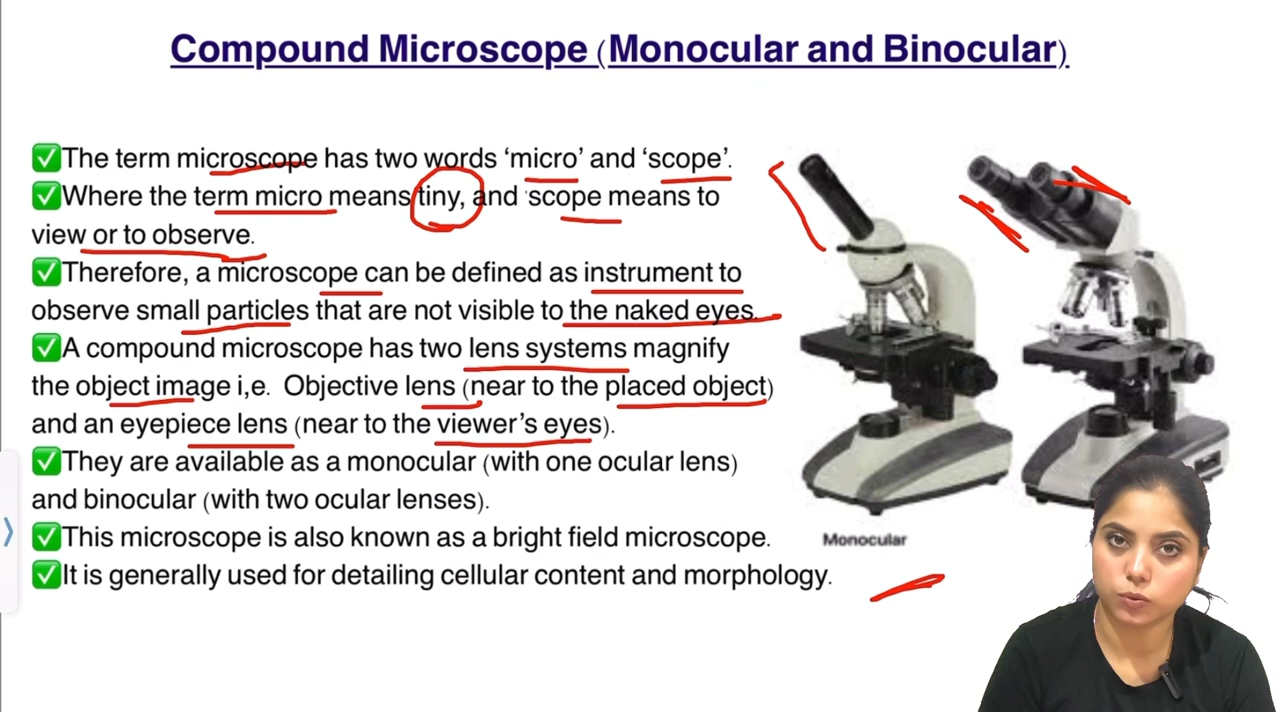 Compound Microscope (Monocular and Binocular)
✅The term microscope has two words ‘micro’ and ‘scope’.
✅Where the term micro means tiny, and scope means to
view or to observe.
✅Therefore, a microscope can be defined as instrument to
observe small particles that are not visible to the naked eyes.
✅A compound microscope has two lens systems magnify
the object image i,e. Objective lens (near to the placed object)
and an eyepiece lens (near to the viewer’s eyes).
✅They are available as a monocular (with one ocular lens)
and binocular (with two ocular lenses).
✅This microscope is also known as a bright field microscope.
✅It is generally used for detailing cellular content and morphology.
Monocular